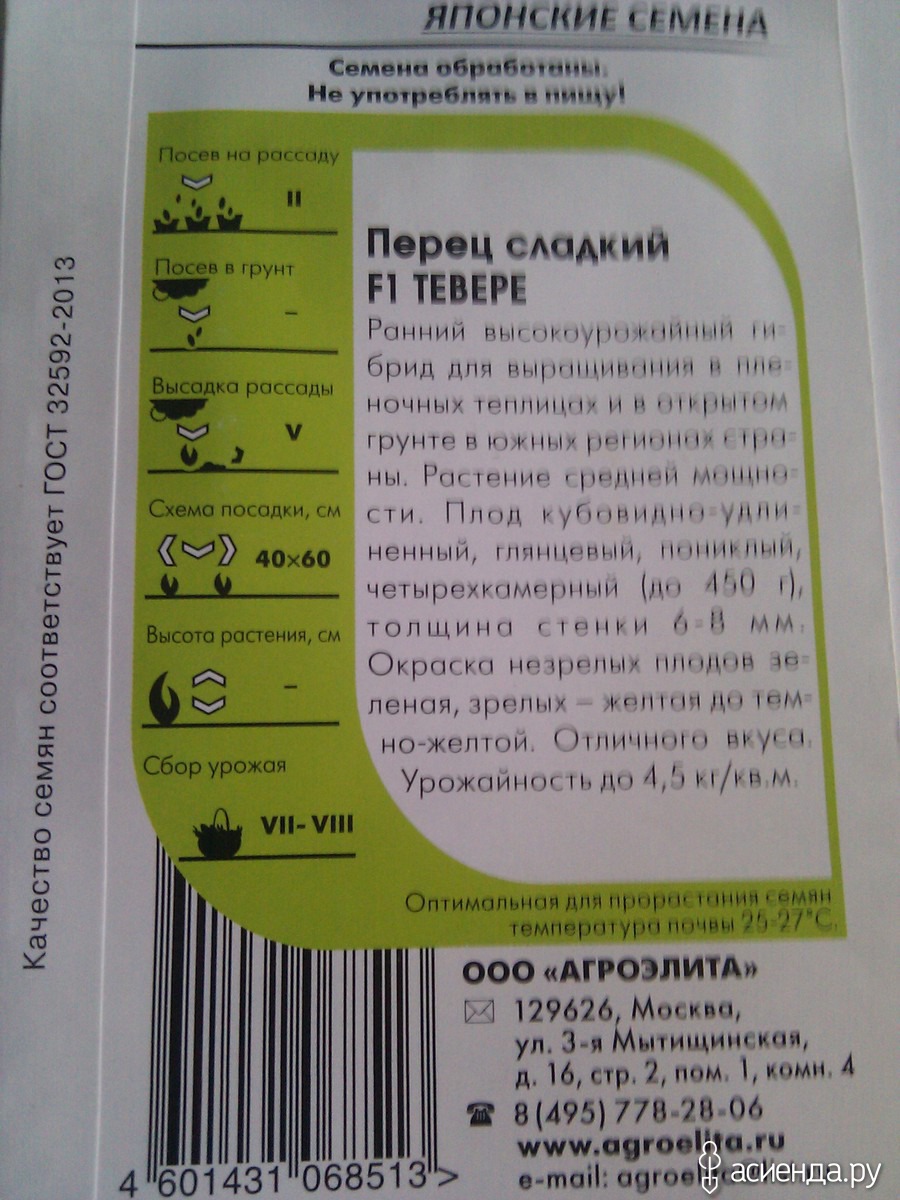 ЯПОНСКИЕ СЕМЕНА
Семена обработаны.
Не употреблять в пищу!
Посев на рассаду
II
Посев в грунт
–
Высадка рассады
V
Схема посадки, см
40×60
Высота растения, см
–
Сбор урожая
VII-VIII
Перец сладкий
F1 ТЕВЕРЕ
Ранний высокоурожайный ги-
брид для выращивания в пле-
ночных теплицах и в открытом
грунте в южных регионах стра-
ны. Растение средней мощно-
сти. Плод кубовидно-удли-
ненный, глянцевый, пониклый,
четырехкамерный (до 450 г),
толщина стенки 6-8 мм.
Окраска незрелых плодов зе-
леная, зрелых – желтая до тем-
но-желтой. Отличного вкуса.
Урожайность до 4,5 кг/кв.м.
Оптимальная для прорастания семян
температура почвы 25-27°С.
Качество семян соответствует ГОСТ 32592-2013
ООО «АГРОЭЛИТА»
129626, Москва,
ул. 3-я Мытищинская,
д. 16, стр. 2, пом. 1, комн. 4
8 (495) 778-28-06
www.agroelita.ru
e-mail:
4 601431 068513 >
асиенда.ру